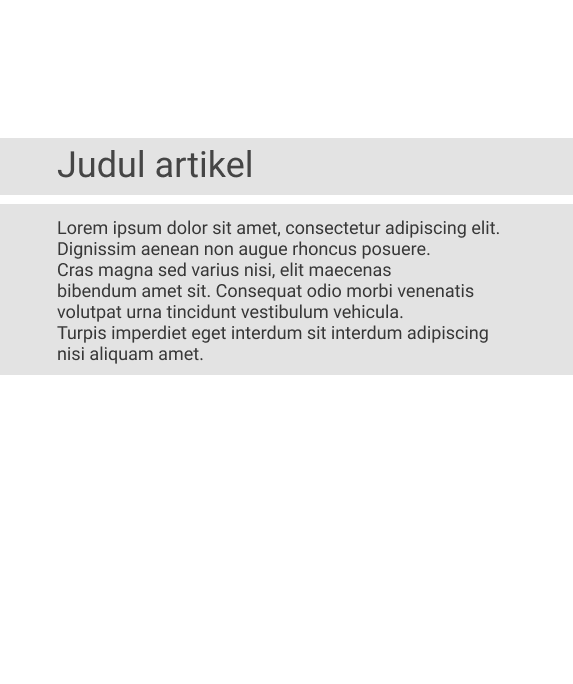 Judul artikel
Lorem ipsum dolor sit amet, consectetur adipiscing elit.
Dignissim aenean non augue rhoncus posuere.
Cras magna sed varius nisi, elit maecenas
bibendum amet sit. Consequat odio morbi venenatis
volutpat urna tincidunt vestibulum vehicula.
Turpis imperdiet eget interdum sit interdum adipiscing
nisi aliquam amet.